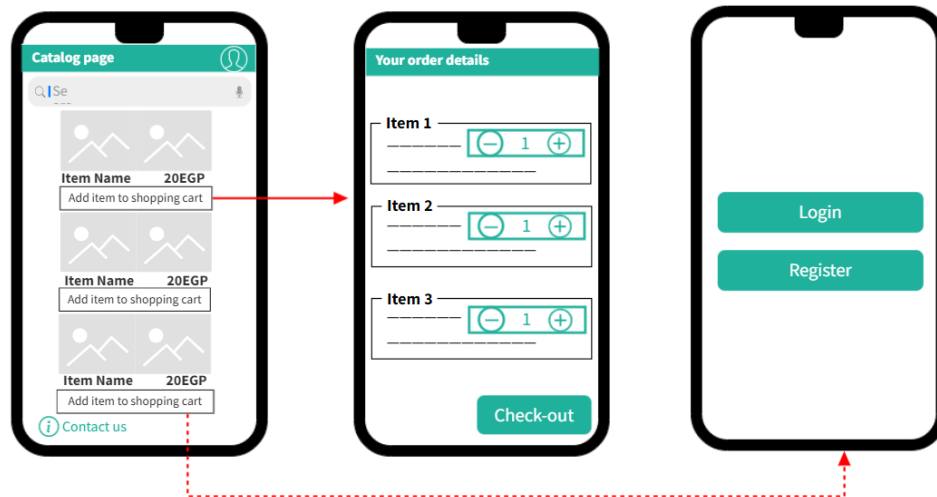 Catalog page
Se
Item Name 20EGP
Add item to shopping cart
Item Name 20EGP
Add item to shopping cart
Item Name 20EGP
Add item to shopping cart
i Contact us
Your order details
Item 1
1
Item 2
1
Item 3
1
Check-out
Login
Register